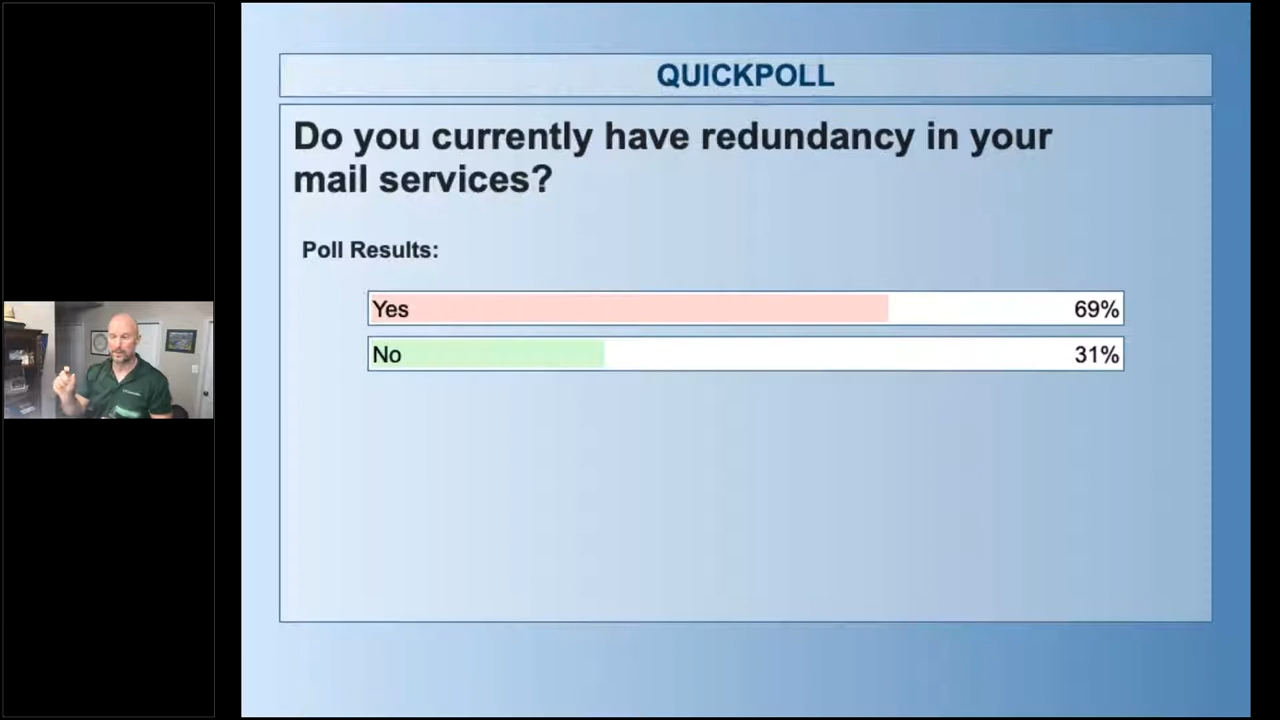 QUICKPOLL
Do you currently have redundancy in your
mail services?
Poll Results:
Yes 69%
No 31%